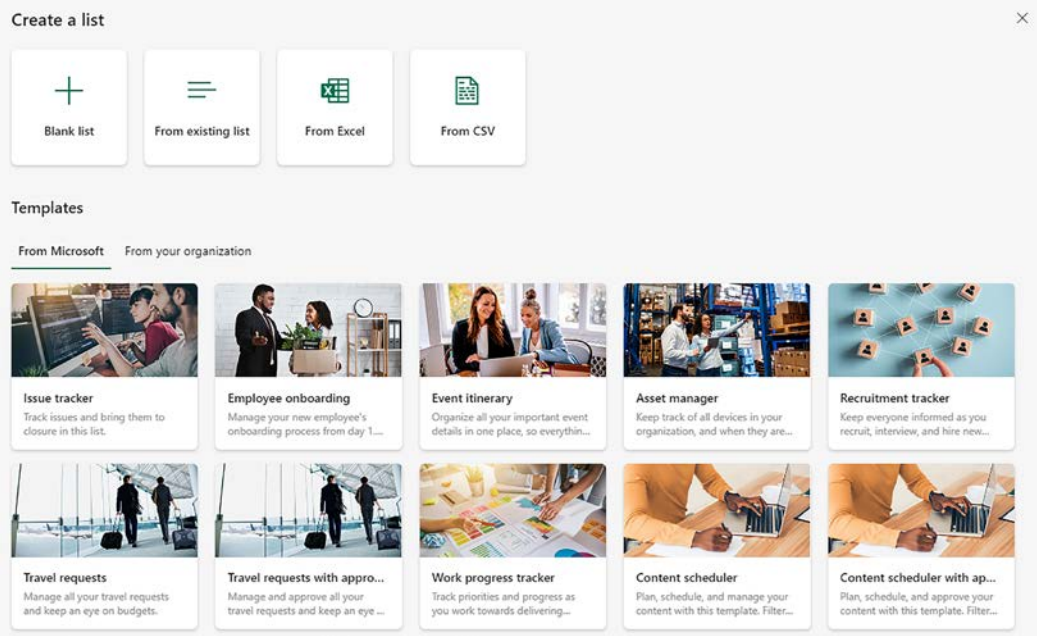 Create a list
Blank list
From existing list
From Excel
From CSV
Templates
From Microsoft
From your organization
Issue tracker
Track issues and bring them to
closure in this list.
Employee onboarding
Manage your new employee's
onboarding process from day 1....
Event itinerary
Organize all your important event
details in one place, so everythin...
Asset manager
Keep track of all devices in your
organization, and when they are...
Recruitment tracker
Keep everyone informed as you
recruit, interview, and hire new...
Travel requests
Manage all your travel requests
and keep an eye on budgets.
Travel requests with appro...
Manage and approve all your
travel requests and keep an eye ...
Work progress tracker
Track priorities and progress as
you work towards delivering...
Content scheduler
Plan, schedule, and manage your
content with this template. Filter...
Content scheduler with ap...
Plan, schedule, and approve your
content with this template. Filter...